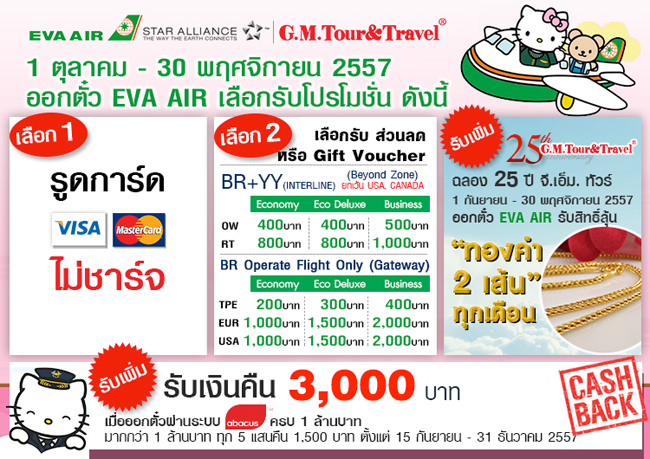 EVA AIR STAR ALLIANCE G.M.Tour&Travel®
THE WAY THE EARTH CONNECTS
1 ตุลาคม - 30 พฤศจิกายน 2557
ออกตั๋ว EVA AIR เลือกรับโปรโมชั่น ดังนี้
เลือก 1
รูดการ์ด
VISA MasterCard
ไม่ชาร์จ
เลือก 2
เลือกรับ ส่วนลด
หรือ Gift Voucher
BR+YY (INTERLINE) (Beyond Zone)
ยกเว้น USA, CANADA
Economy Eco Deluxe Business
OW 400บาท 400บาท 500บาท
RT 800บาท 800บาท 1,000บาท
BR Operate Flight Only (Gateway)
Economy Eco Deluxe Business
TPE 200บาท 300บาท 400บาท
EUR 1,000บาท 1,500บาท 2,000บาท
USA 1,000บาท 1,500บาท 2,000บาท
รับเพิ่ม
25th G.M.Tour&Travel®
anniversary
ฉลอง 25 ปี จี.เอ็ม. ทัวร์
1 กันยายน - 30 พฤศจิกายน 2557
ออกตั๋ว EVA AIR รับสิทธิ์ลุ้น
“ทองคำ
2 เส้น”
ทุกเดือน
รับเพิ่ม
รับเงินคืน 3,000 บาท
CASH
BACK
เมื่อออกตั๋วผ่านระบบ abacus ครบ 1 ล้านบาท
มากกว่า 1 ล้านบาท ทุก 5 แสนคืน 1,500 บาท ตั้งแต่ 15 กันยายน - 31 ธันวาคม 2557